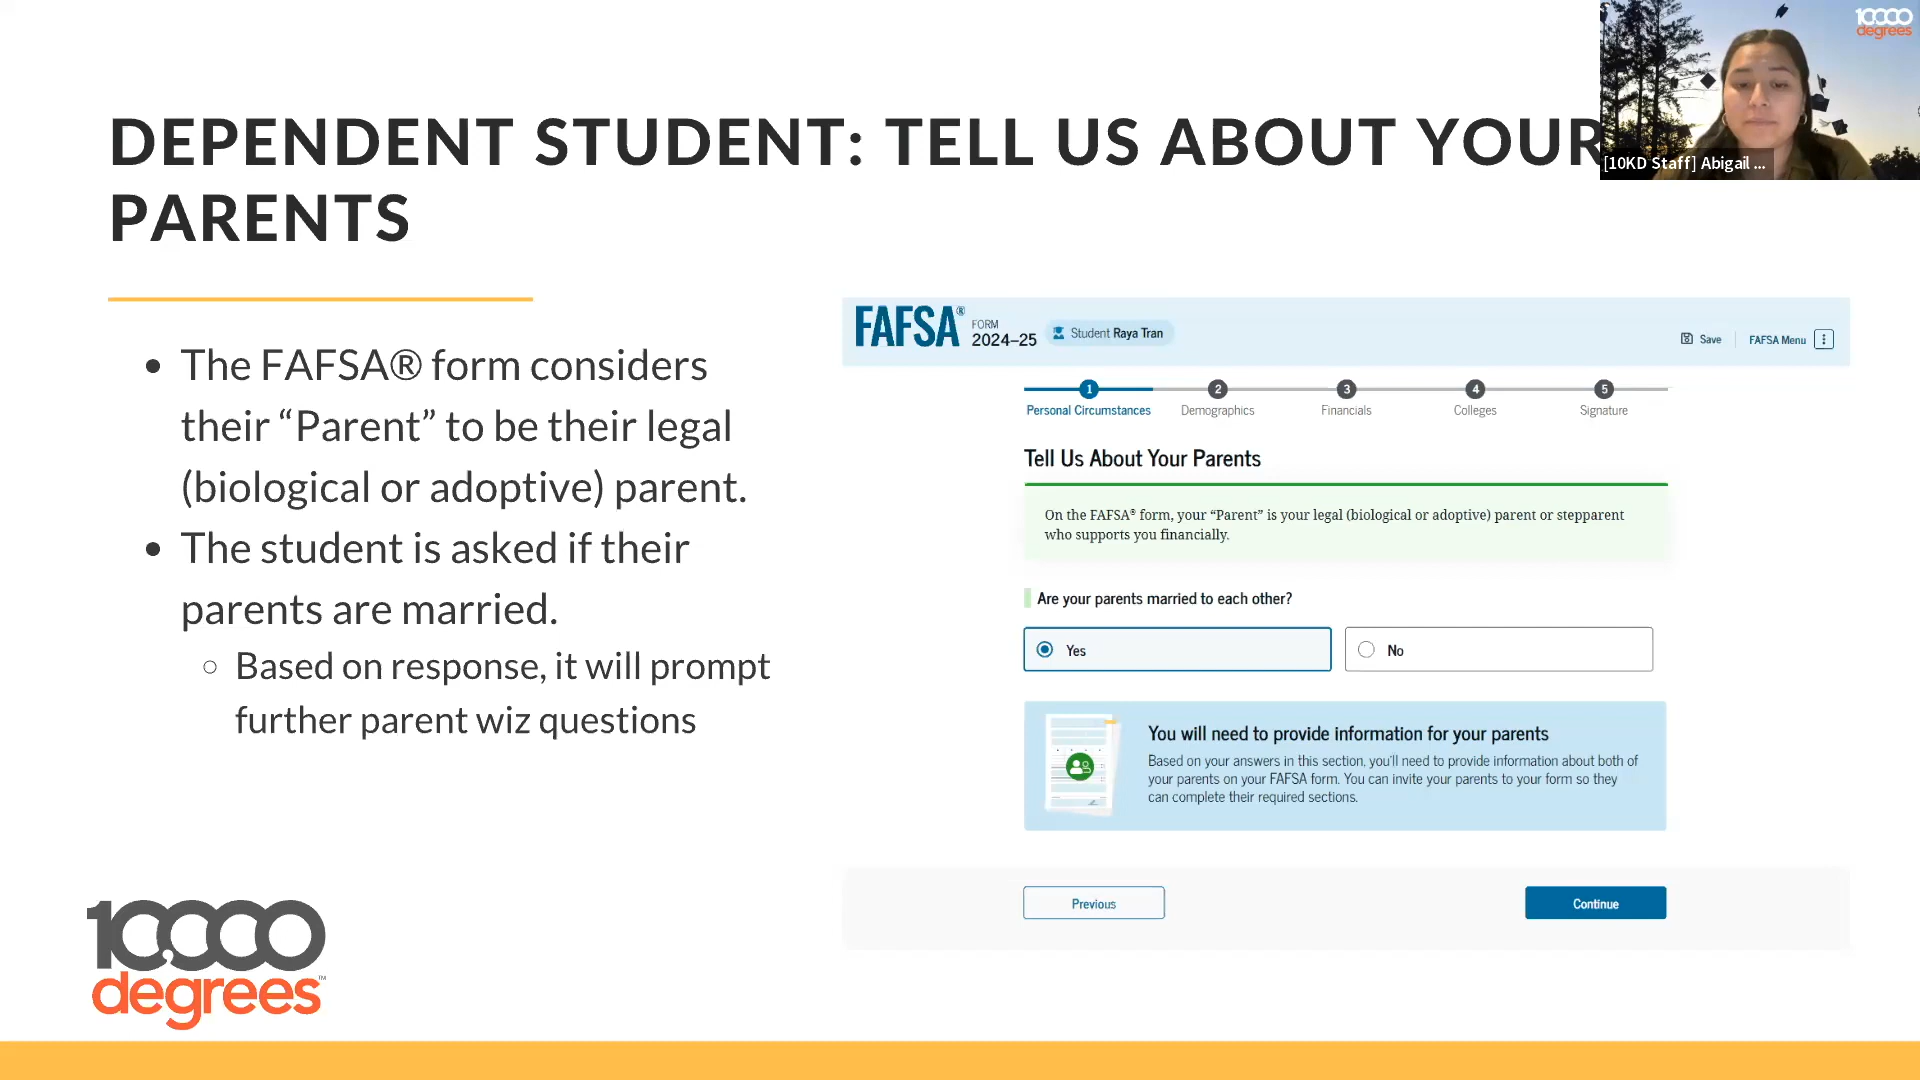 DEPENDENT STUDENT: TELL US ABOUT YOUR
PARENTS
10,000
degrees
[10KD Staff] Abigail ...
• The FAFSA® form considers
their “Parent” to be their legal
(biological or adoptive) parent.
• The student is asked if their
parents are married.
○ Based on response, it will prompt
further parent wiz questions
FAFSA® FORM
2024–25
Student Raya Tran
Save
FAFSA Menu
1 2 3 4 5
Personal Circumstances Demographics Financials Colleges Signature
Tell Us About Your Parents
On the FAFSA® form, your “Parent” is your legal (biological or adoptive) parent or stepparent
who supports you financially.
Are your parents married to each other?
Yes No
You will need to provide information for your parents
Based on your answers in this section, you'll need to provide information about both of
your parents on your FAFSA form. You can invite your parents to your form so they
can complete their required sections.
Previous Continue
10,000
degrees™